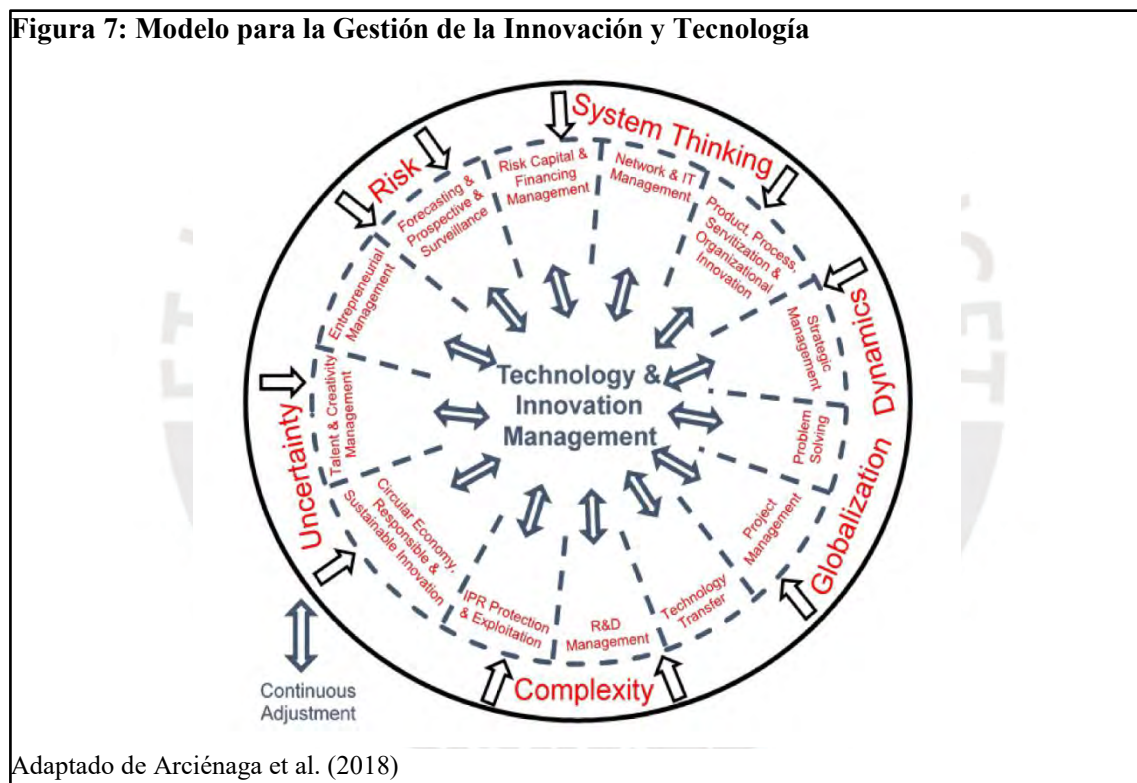 Figura 7: Modelo para la Gestión de la Innovación y Tecnología
System Thinking
Risk
Dynamics
Globalization
Complexity
Uncertainty
Risk Capital &
Financing
Management
Network & IT
Management
Product, Process,
Servitization &
Organizational
Innovation
Strategic
Management
Problem
Solving
Project
Management
Technology
Transfer
R&D
Management
IPR Protection
& Exploitation
Circular Economy,
Responsible &
Sustainable Innovation
Talent & Creativity
Management
Entrepreneurial
Management
Forecasting &
Prospective &
Surveillance
Technology &
Innovation
Management
Continuous
Adjustment
Adaptado de Arciénaga et al. (2018)